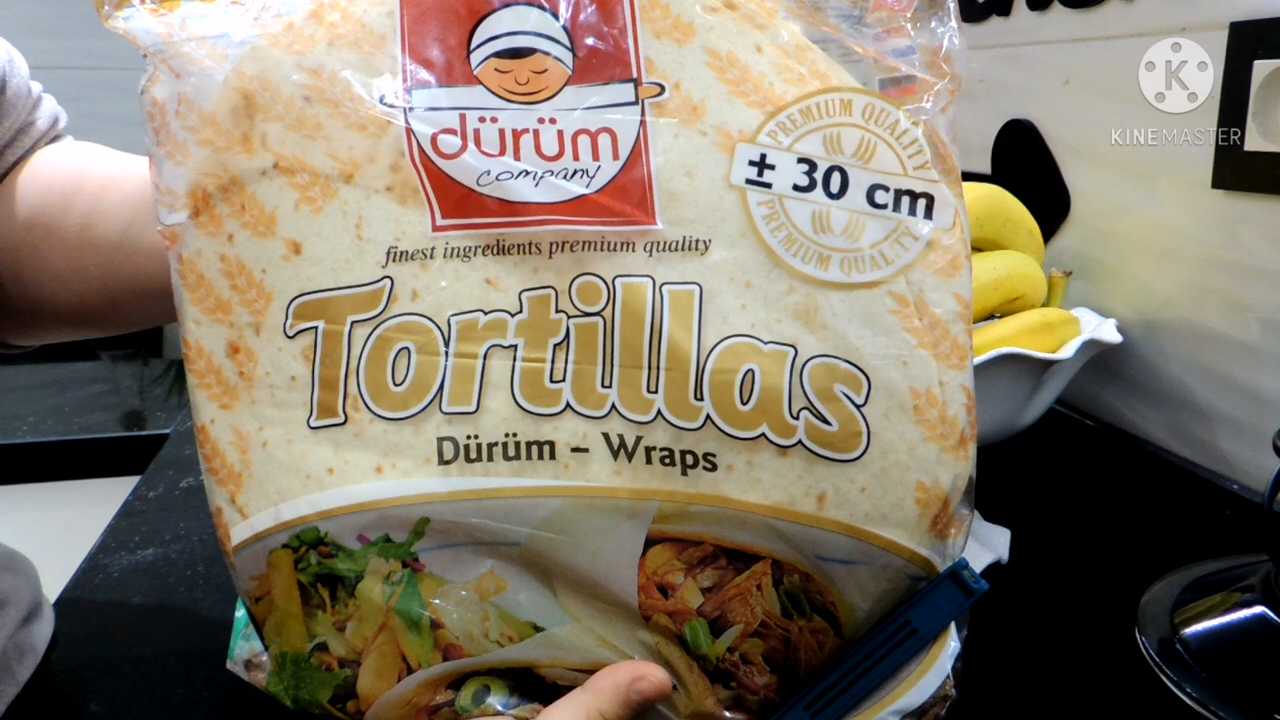 dürüm
company
PREMIUM QUALITY
± 30 cm
PREMIUM QUALITY
finest ingredients premium quality
Tortillas
Dürüm – Wraps
K
KINEMASTER